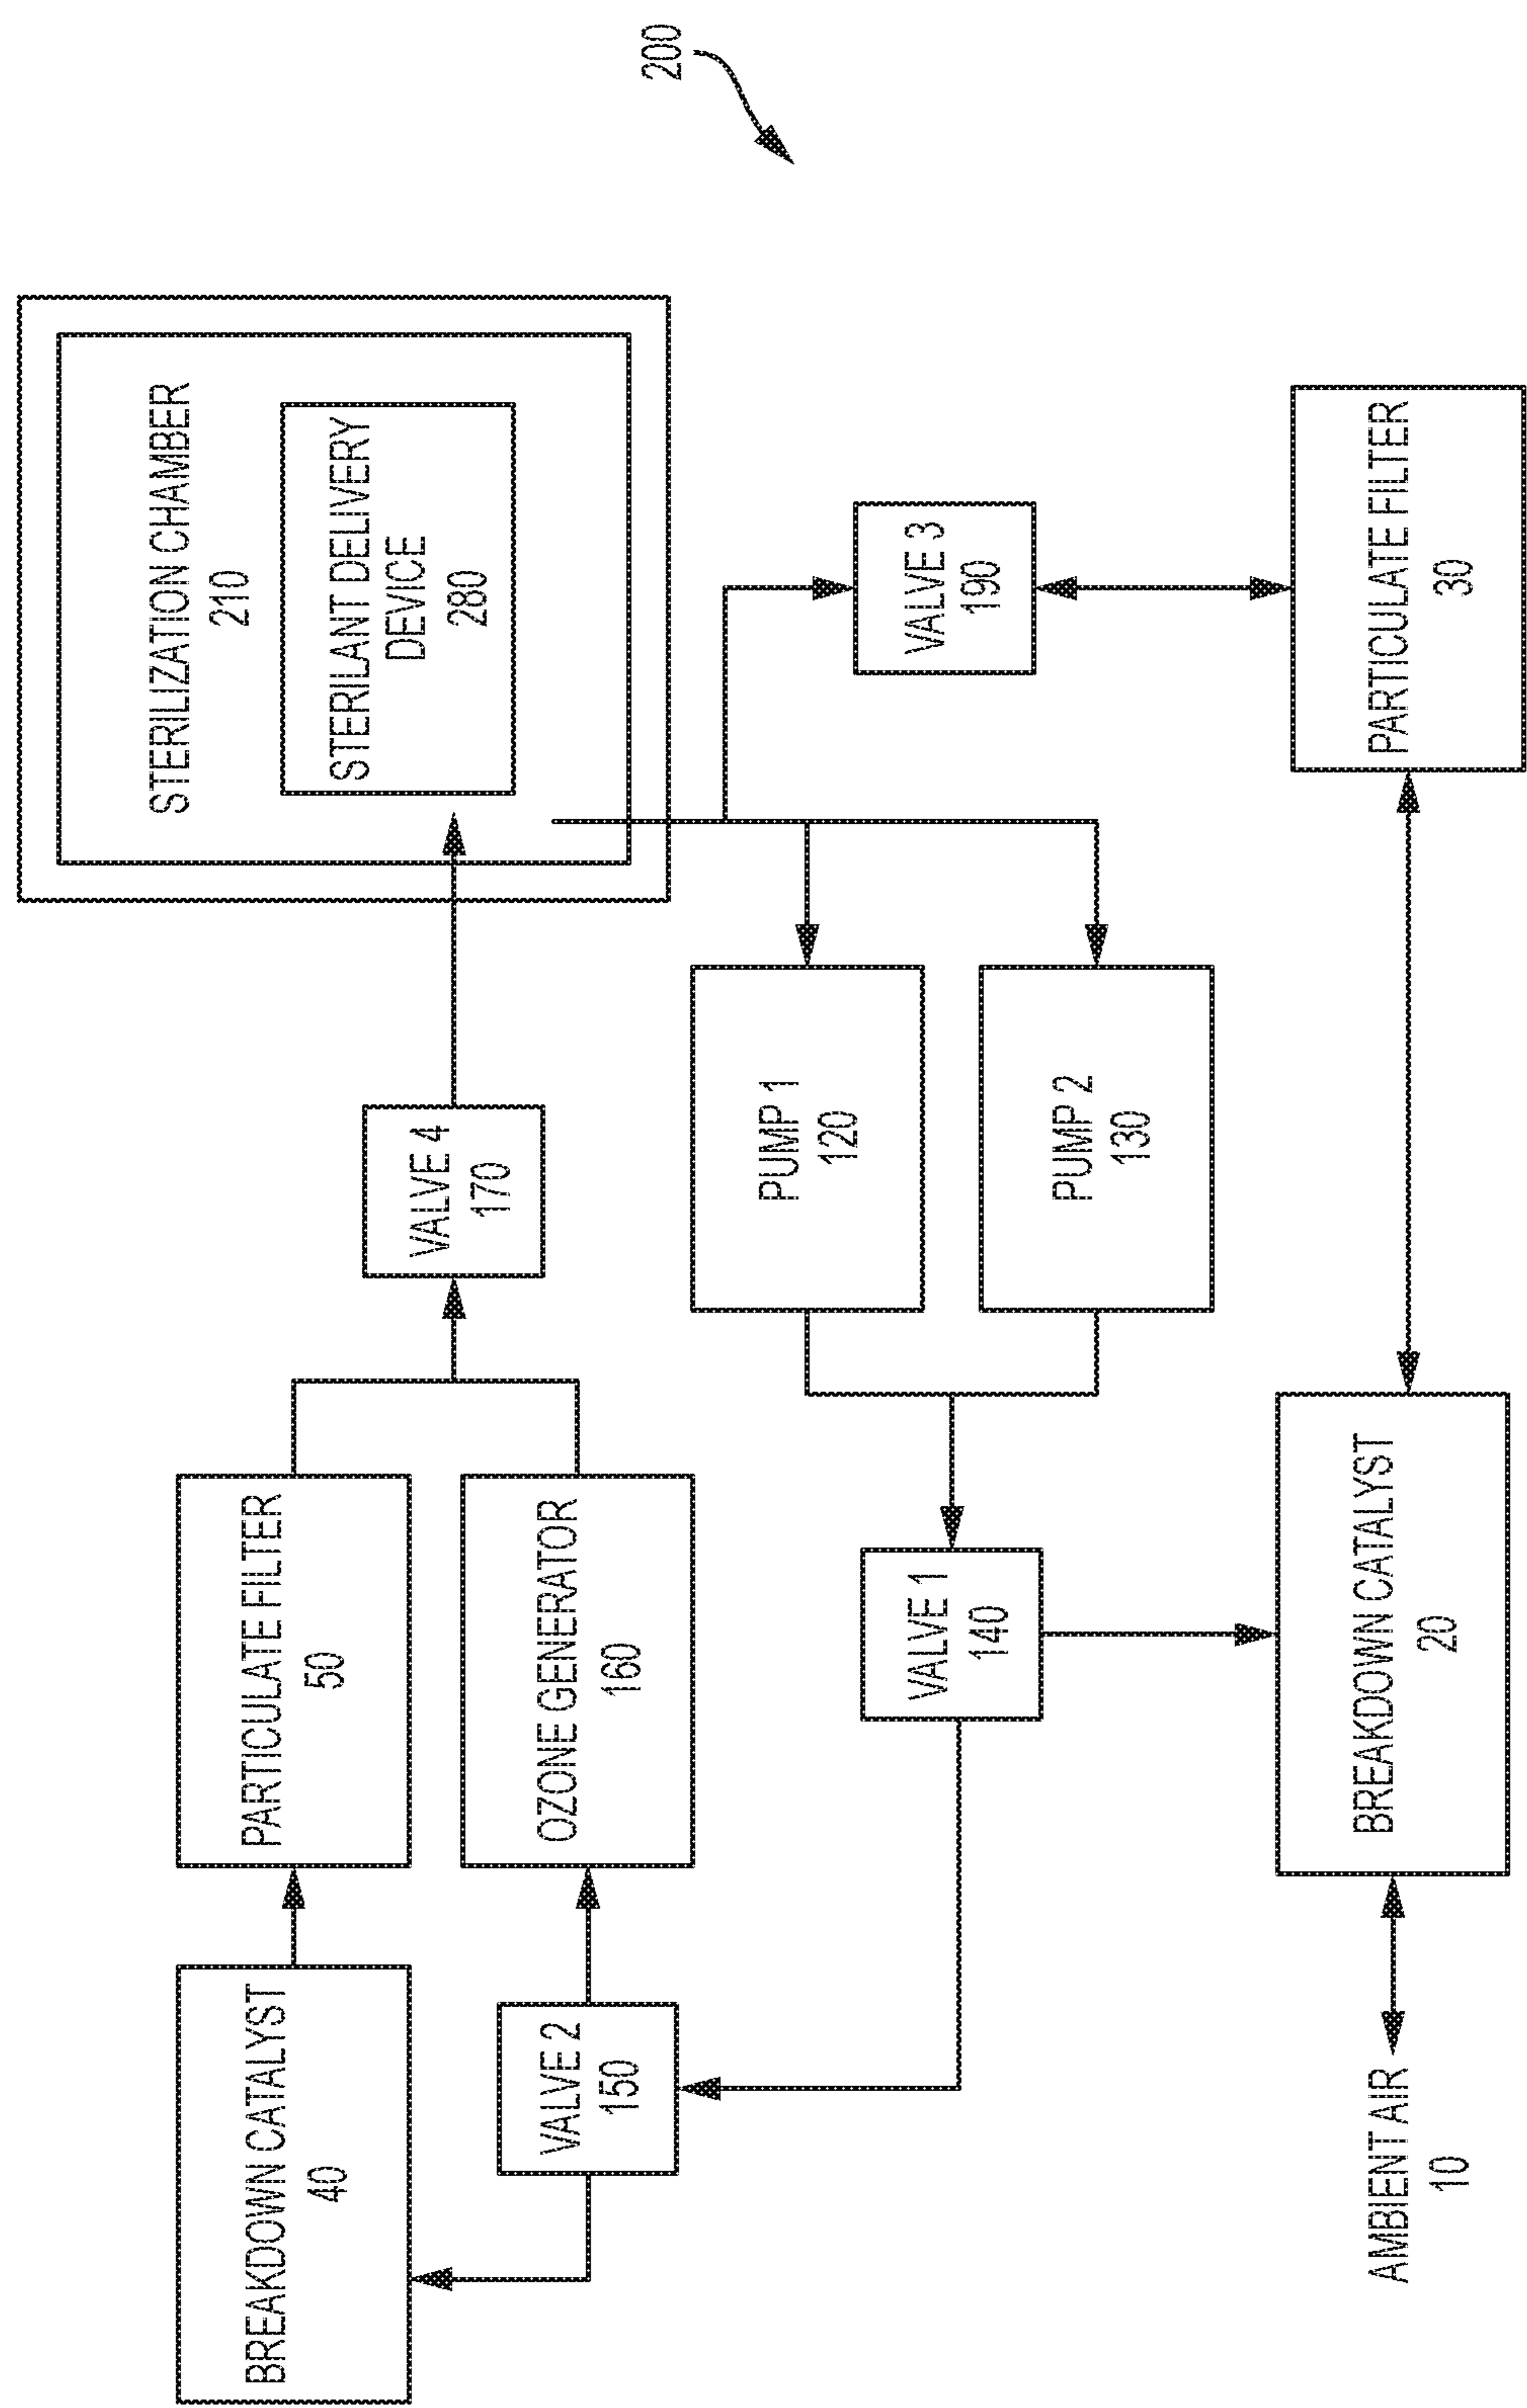 200
STERILIZATION CHAMBER
210
STERILANT DELIVERY
DEVICE
280
BREAKDOWN CATALYST
40
PARTICULATE FILTER
50
VALVE 4
170
VALVE 2
150
OZONE GENERATOR
160
PUMP 1
120
PUMP 2
130
VALVE 1
140
VALVE 3
190
AMBIENT AIR
10
BREAKDOWN CATALYST
20
PARTICULATE FILTER
30